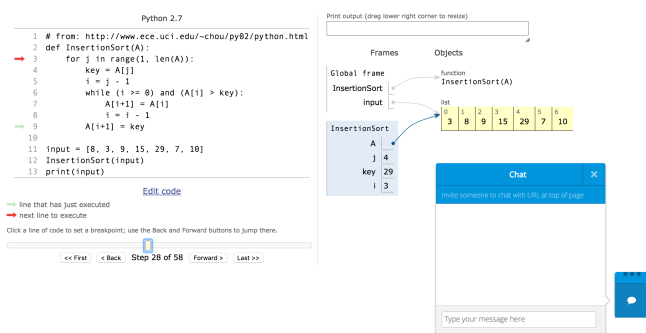 Python 2.7
1 # from: http://www.ece.uci.edu/~chou/py02/python.html
2 def InsertionSort(A):
3     for j in range(1, len(A)):
4         key = A[j]
5         i = j - 1
6         while (i >= 0) and (A[i] > key):
7             A[i+1] = A[i]
8             i = i - 1
9         A[i+1] = key
10
11 input = [8, 3, 9, 15, 29, 7, 10]
12 InsertionSort(input)
13 print(input)
Edit code
line that has just executed
next line to execute
Click a line of code to set a breakpoint; use the Back and Forward buttons to jump there.
<< First < Back Step 28 of 58 Forward > Last >>
Print output (drag lower right corner to resize)
Frames Objects
Global frame
InsertionSort
input
function
InsertionSort(A)
list
0 1 2 3 4 5 6
3 8 9 15 29 7 10
InsertionSort
A
j 4
key 29
i 3
Chat ×
Invite someone to chat with URL at top of page
Type your message here